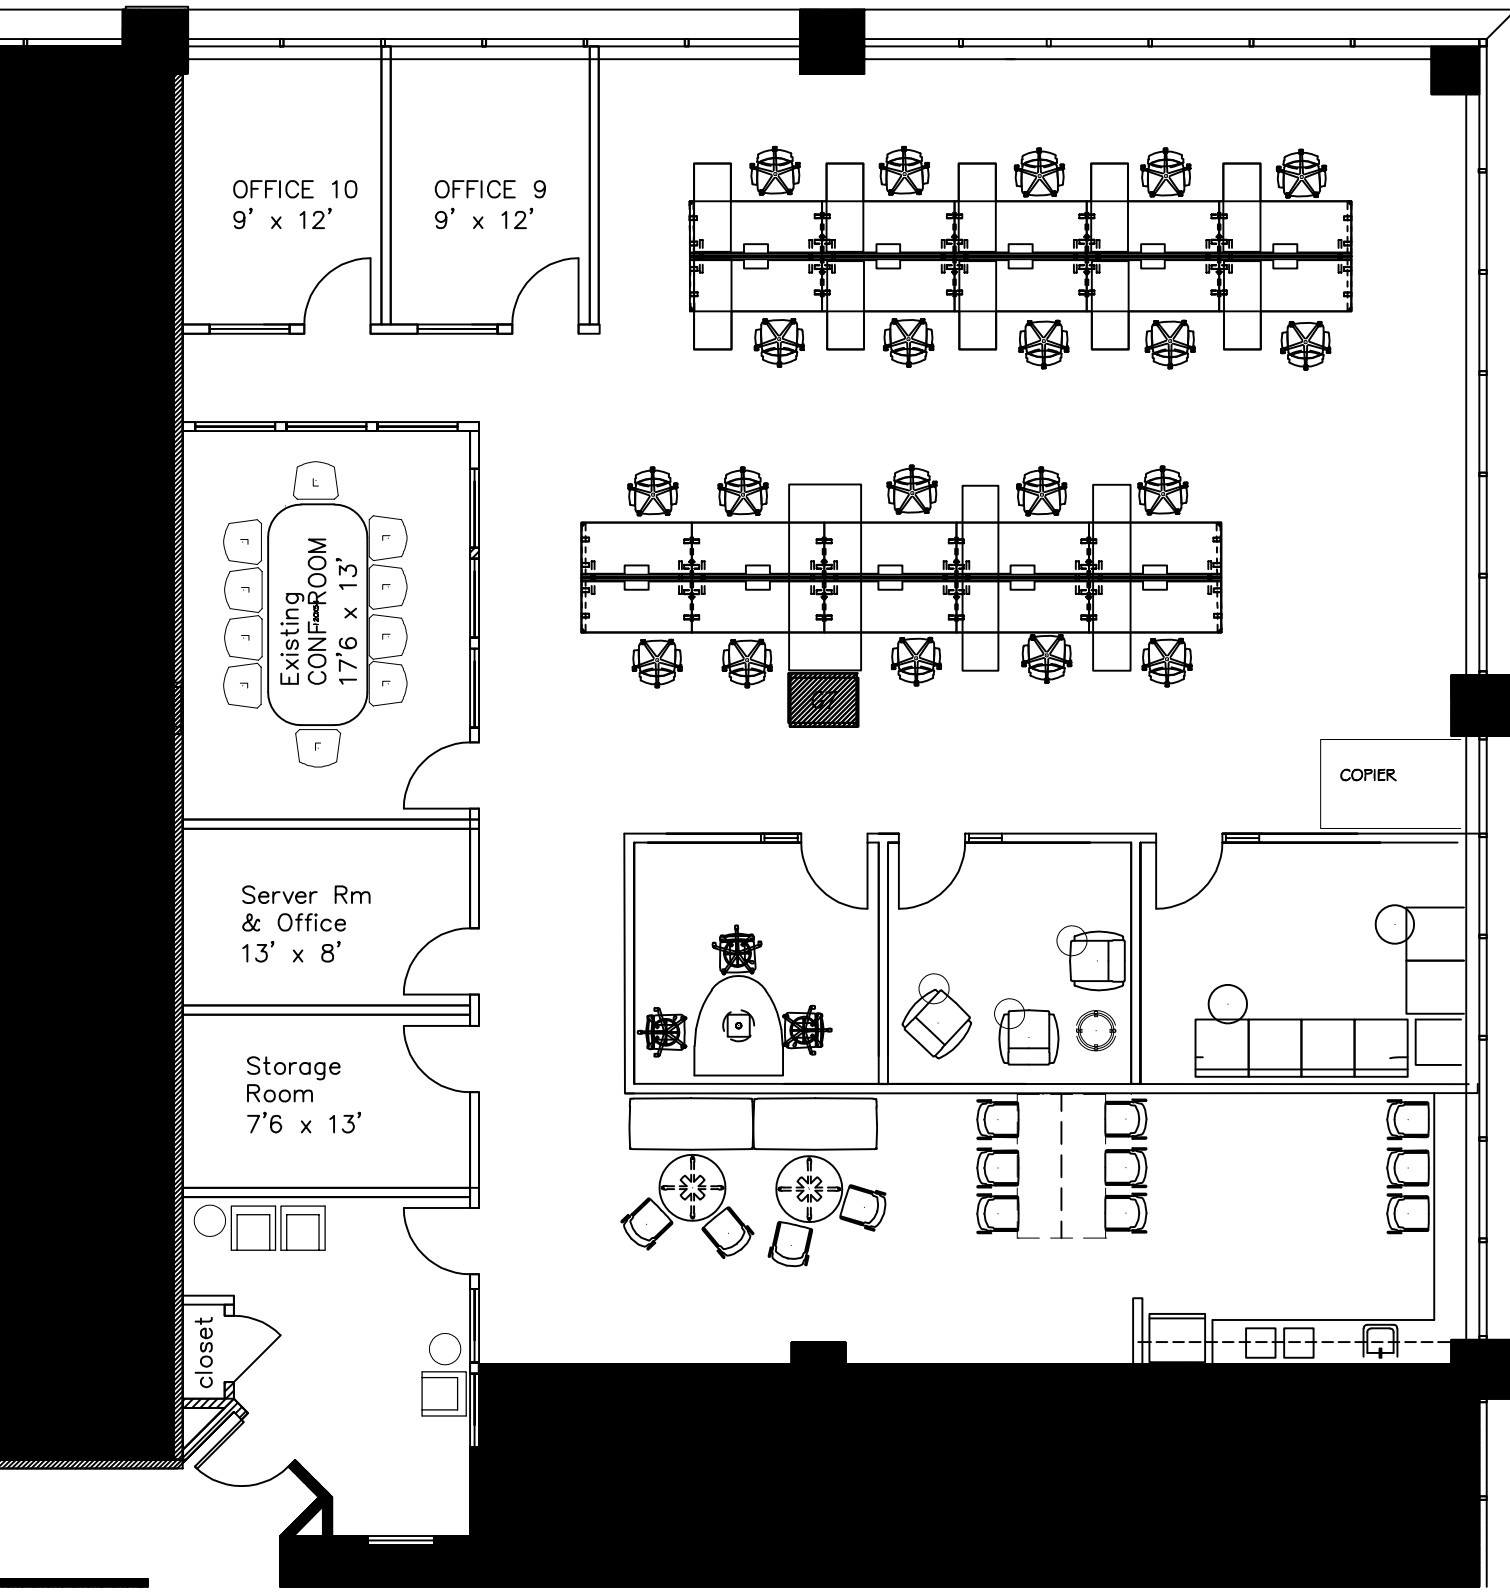 OFFICE 10
9' x 12'
OFFICE 9
9' x 12'
Existing
CONF ROOM
17'6 x 13'
COPIER
Server Rm
& Office
13' x 8'
Storage
Room
7'6 x 13'
closet